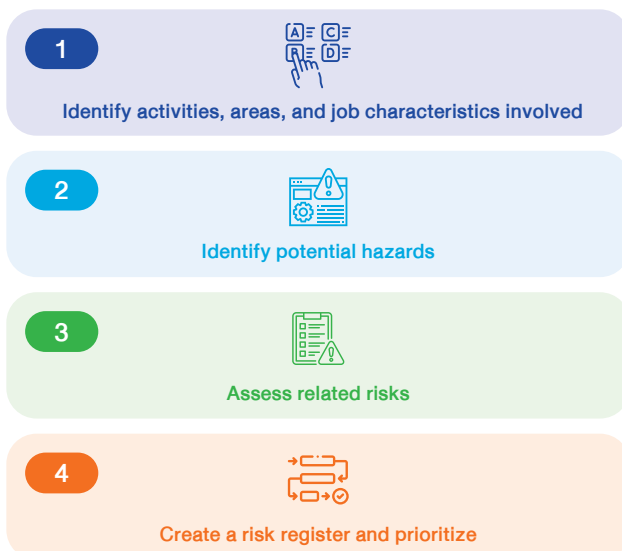 1
A C
B D
Identify activities, areas, and job characteristics involved
2
Identify potential hazards
3
Assess related risks
4
Create a risk register and prioritize